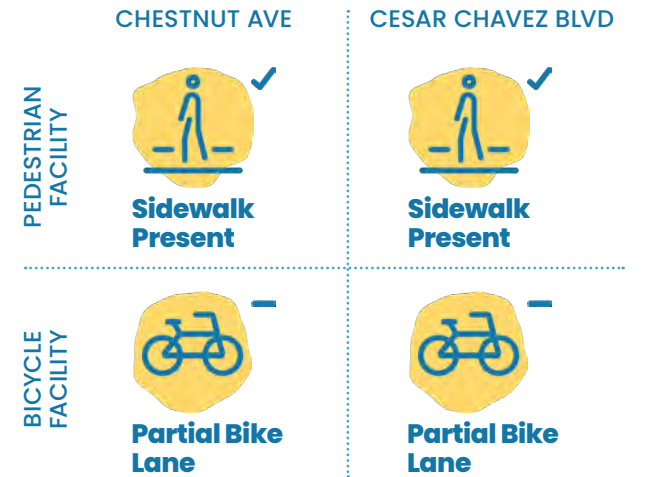 CHESTNUT AVE
CESAR CHAVEZ BLVD
PEDESTRIAN
FACILITY
Sidewalk
Present
Sidewalk
Present
BICYCLE
FACILITY
Partial Bike
Lane
Partial Bike
Lane